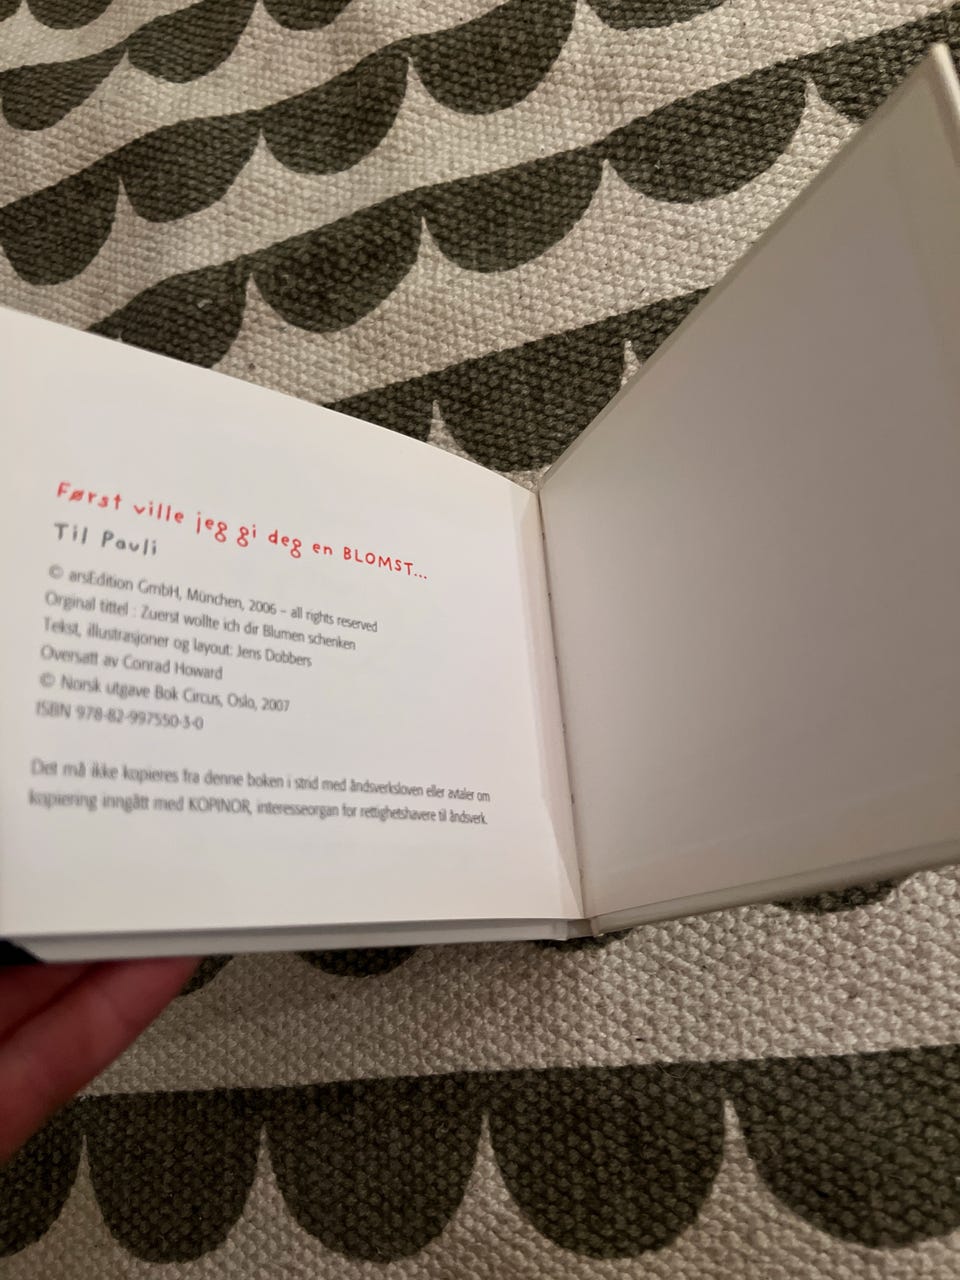 Først ville jeg gi deg en BLOMST...
Til Pauli
© arsEdition GmbH, München, 2006 – all rights reserved
Orginal tittel : Zuerst wollte ich dir Blumen schenken
Tekst, illustrasjoner og layout: Jens Dobbers
Oversatt av Conrad Howard
© Norsk utgave Bok Circus, Oslo, 2007
ISBN 978-82-997550-3-0
Det må ikke kopieres fra denne boken i strid med åndsverksloven eller avtaler om
kopiering inngått med KOPINOR, interesseorgan for rettighetshavere til åndsverk.